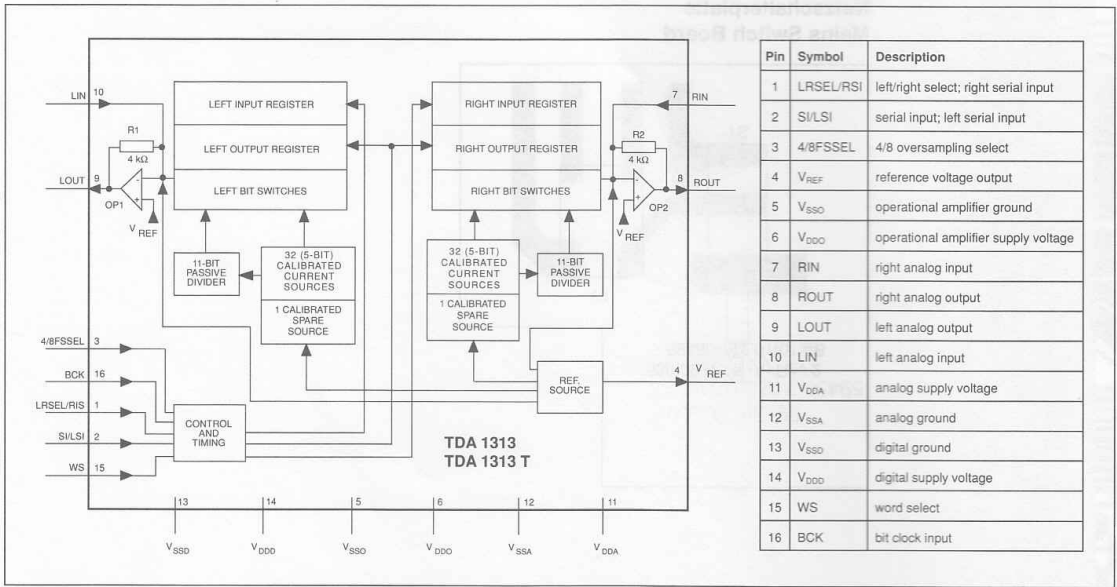 Mains Switch Board
LIN 10
R1
4 kΩ
LOUT 9
OP1
- +
V REF
LEFT INPUT REGISTER
LEFT OUTPUT REGISTER
LEFT BIT SWITCHES
11-BIT
PASSIVE
DIVIDER
32 (5-BIT)
CALIBRATED
CURRENT
SOURCES
1 CALIBRATED
SPARE
SOURCE
RIGHT INPUT REGISTER
RIGHT OUTPUT REGISTER
RIGHT BIT SWITCHES
32 (5-BIT)
CALIBRATED
CURRENT
SOURCES
1 CALIBRATED
SPARE
SOURCE
11-BIT
PASSIVE
DIVIDER
7 RIN
R2
4 kΩ
- +
8 ROUT
OP2
V REF
REF.
SOURCE
4 V REF
4/8FSSEL 3
BCK 16
LRSEL/RIS 1
SI/LSI 2
WS 15
CONTROL
AND
TIMING
TDA 1313
TDA 1313 T
13 14 5 6 12 11
V SSD V DDD V SSO V DDO V SSA V DDA
Pin Symbol Description
1 LRSEL/RSI left/right select; right serial input
2 SI/LSI serial input; left serial input
3 4/8FSSEL 4/8 oversampling select
4 VREF reference voltage output
5 VSSO operational amplifier ground
6 VDDO operational amplifier supply voltage
7 RIN right analog input
8 ROUT right analog output
9 LOUT left analog output
10 LIN left analog input
11 VDDA analog supply voltage
12 VSSA analog ground
13 VSSD digital ground
14 VDDD digital supply voltage
15 WS word select
16 BCK bit clock input